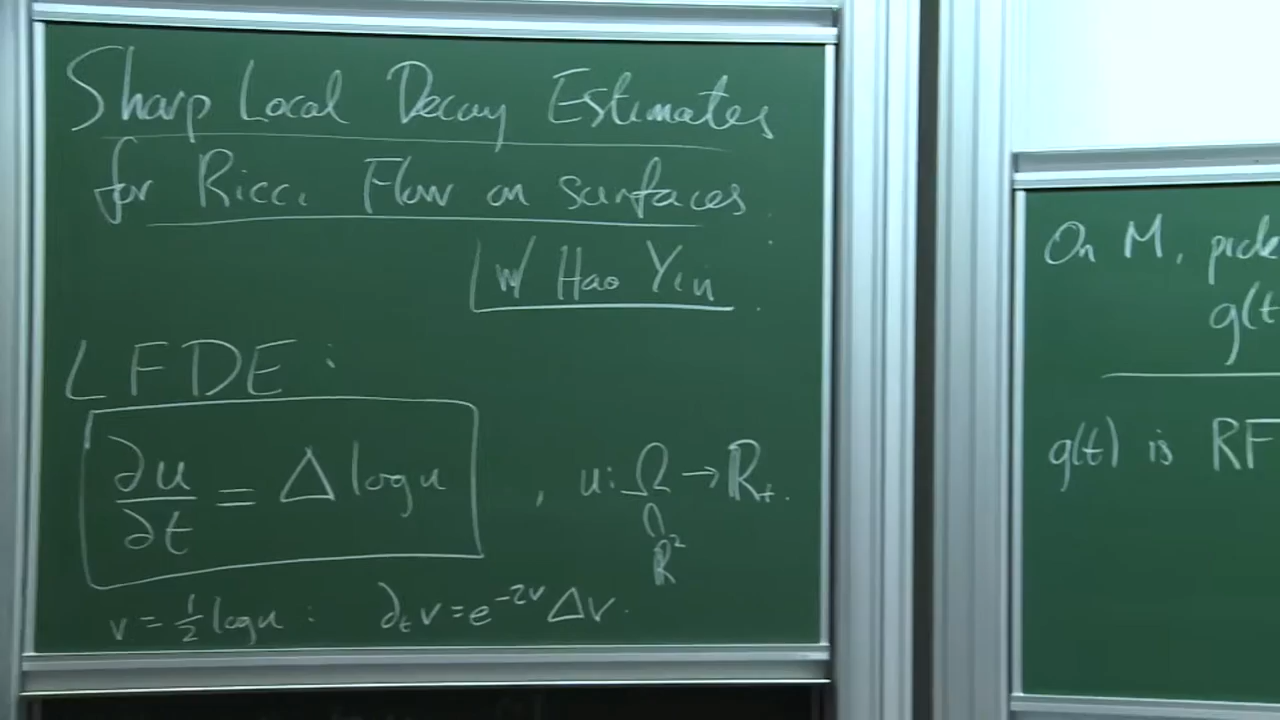 Sharp Local Decay Estimates
for Ricci Flow on surfaces
w/ Hao Yin
LFDE:
∂u/∂t = Δ log u , u: Ω → R₊.
∩
R²
v = ½ log u : ∂ₜv = e^{-2v} Δv.
On M, pick
g(t
g(t) is RF